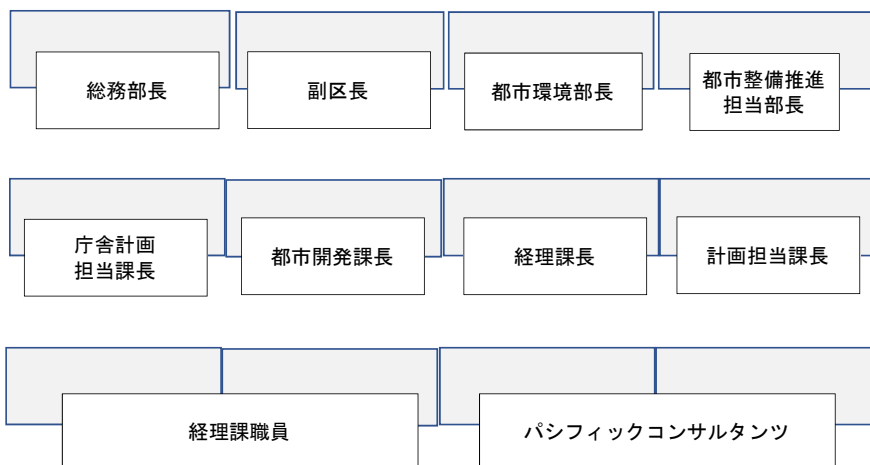 総務部長
副区長
都市環境部長
都市整備推進
担当部長
庁舎計画
担当課長
都市開発課長
経理課長
計画担当課長
経理課職員
パシフィックコンサルタンツ